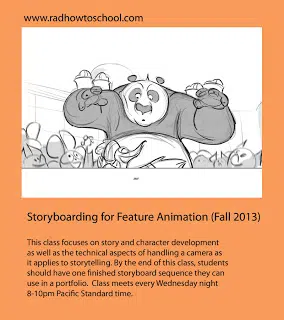 www.radhowtoschool.com
Storyboarding for Feature Animation (Fall 2013)
This class focuses on story and character development
as well as the technical aspects of handling a camera as
it applies to storytelling. By the end of this class, students
should have one finished storyboard sequence they can
use in a portfolio.  Class meets every Wednesday night
8-10pm Pacific Standard time.